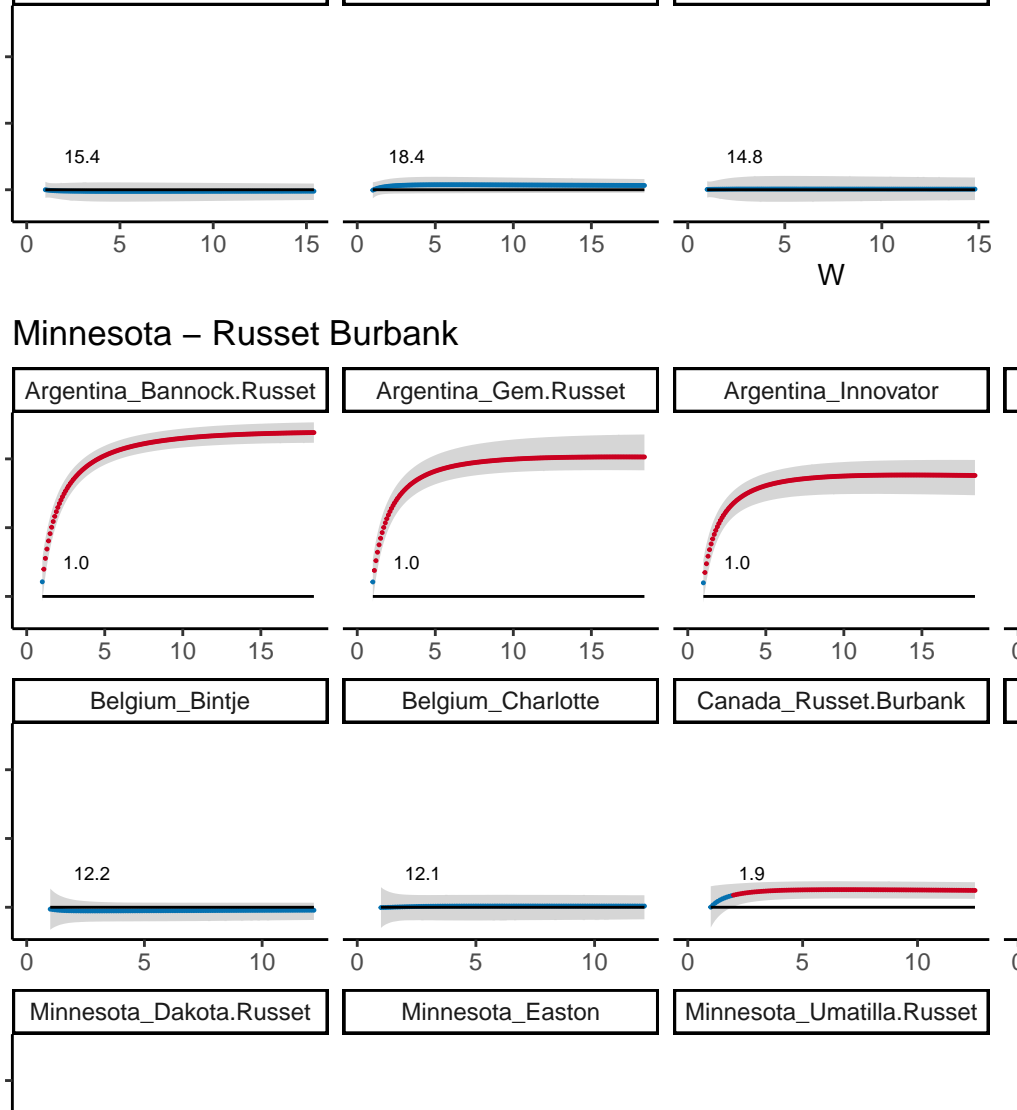 15.4 18.4 14.8
0 5 10 15 0 5 10 15 0 5 10 15
W
Minnesota – Russet Burbank
Argentina_Bannock.Russet Argentina_Gem.Russet Argentina_Innovator
1.0 1.0 1.0
0 5 10 15 0 5 10 15 0 5 10 15
Belgium_Bintje Belgium_Charlotte Canada_Russet.Burbank
12.2 12.1 1.9
0 5 10 0 5 10 0 5 10
Minnesota_Dakota.Russet Minnesota_Easton Minnesota_Umatilla.Russet